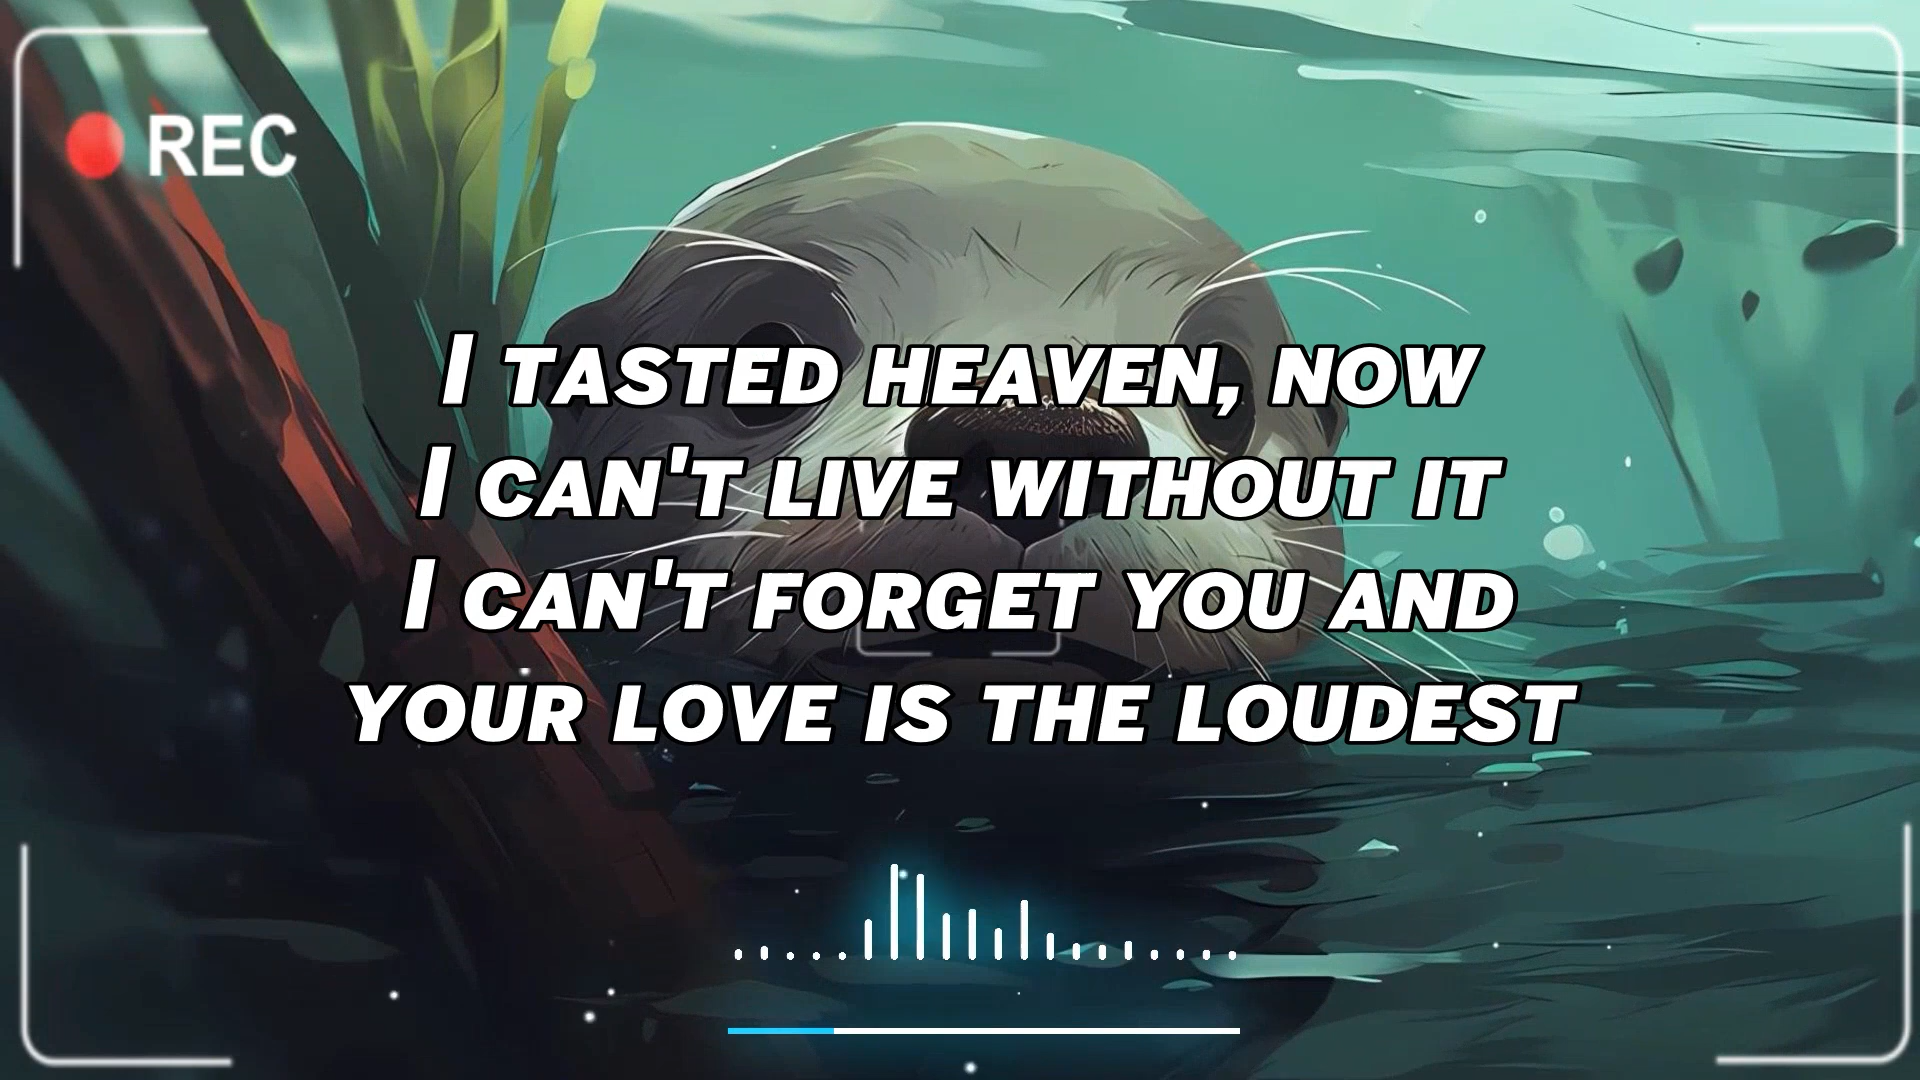 REC
I TASTED HEAVEN, NOW
I CAN'T LIVE WITHOUT IT
I CAN'T FORGET YOU AND
YOUR LOVE IS THE LOUDEST